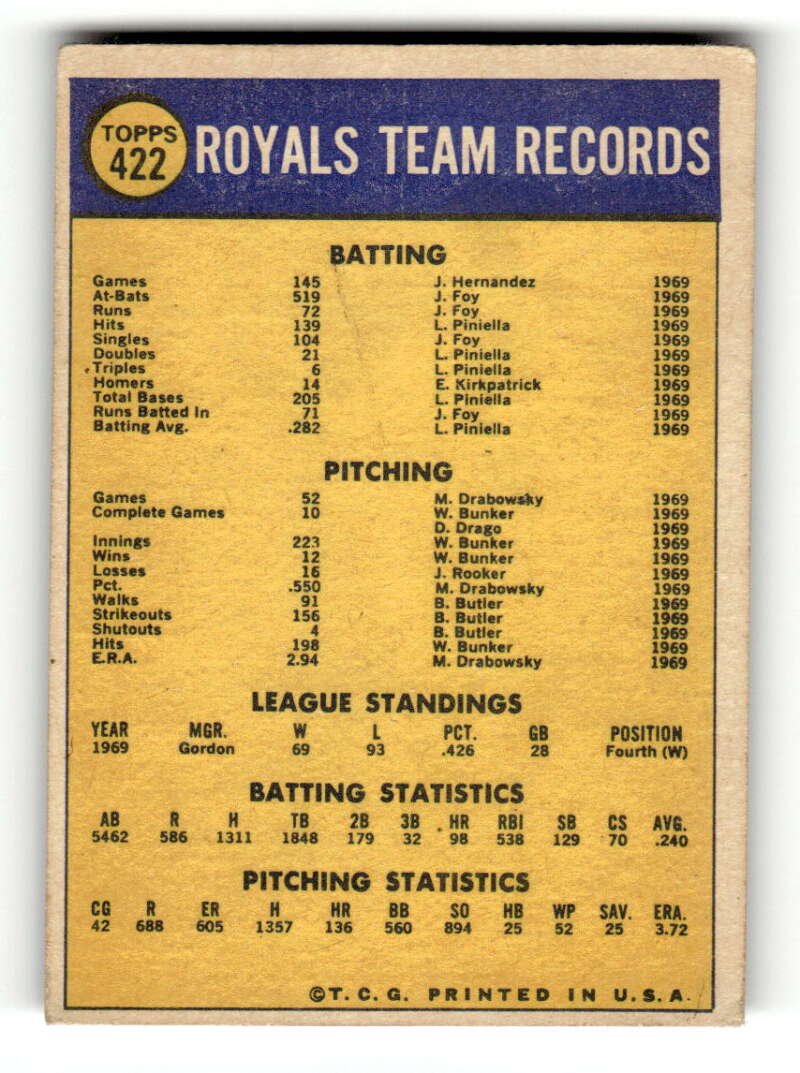 TOPPS
422
ROYALS TEAM RECORDS
BATTING
Games 145 J. Hernandez 1969
At-Bats 519 J. Foy 1969
Runs 72 J. Foy 1969
Hits 139 L. Piniella 1969
Singles 104 J. Foy 1969
Doubles 21 L. Piniella 1969
Triples 6 L. Piniella 1969
Homers 14 E. Kirkpatrick 1969
Total Bases 205 L. Piniella 1969
Runs Batted In 71 J. Foy 1969
Batting Avg. .282 L. Piniella 1969
PITCHING
Games 52 M. Drabowsky 1969
Complete Games 10 W. Bunker 1969
D. Drago 1969
Innings 223 W. Bunker 1969
Wins 12 W. Bunker 1969
Losses 16 J. Rooker 1969
Pct. .550 M. Drabowsky 1969
Walks 91 B. Butler 1969
Strikeouts 156 B. Butler 1969
Shutouts 4 B. Butler 1969
Hits 198 W. Bunker 1969
E.R.A. 2.94 M. Drabowsky 1969
LEAGUE STANDINGS
YEAR MGR. W L PCT. GB POSITION
1969 Gordon 69 93 .426 28 Fourth (W)
BATTING STATISTICS
AB R H TB 2B 3B HR RBI SB CS AVG.
5462 586 1311 1848 179 32 98 538 129 70 .240
PITCHING STATISTICS
CG R ER H HR BB SO HB WP SAV. ERA.
42 688 605 1357 136 560 894 25 52 25 3.72
©T. C. G. PRINTED IN U. S. A.